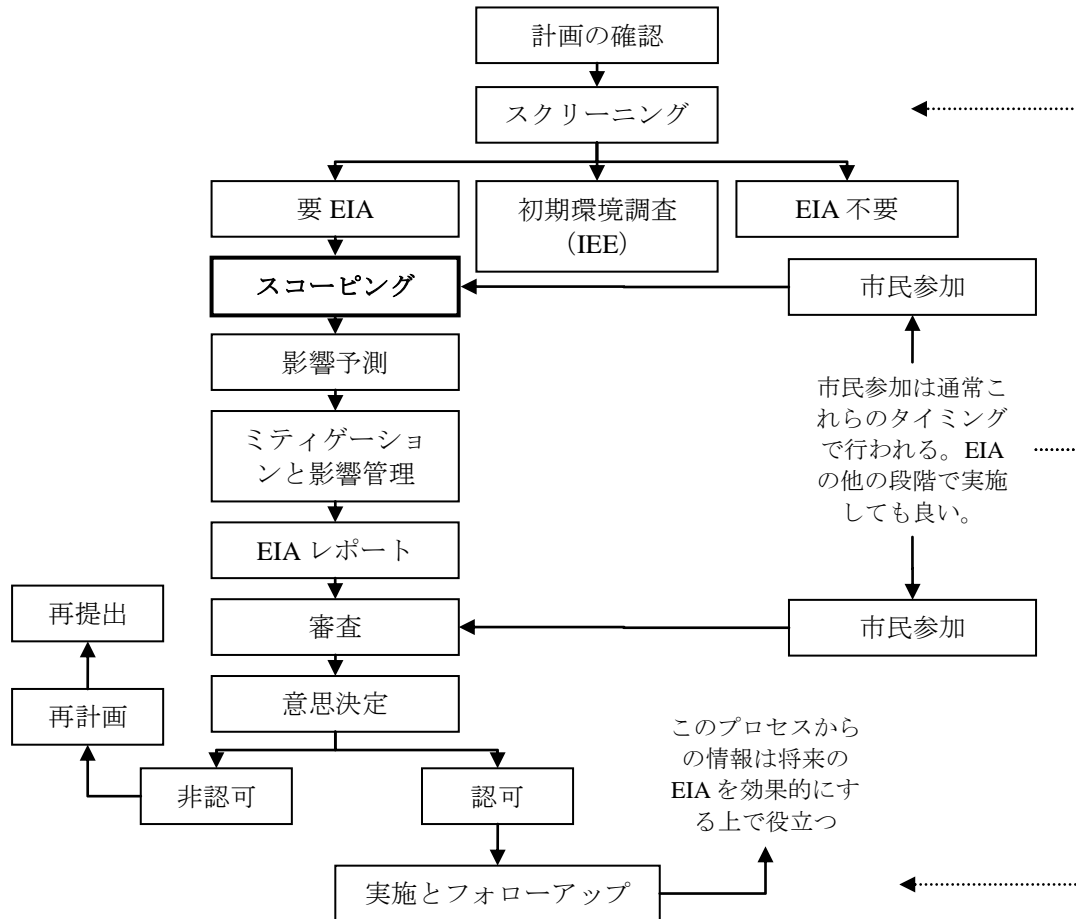 計画の確認
スクリーニング
要 EIA
初期環境調査
（IEE）
EIA 不要
スコーピング
市民参加
影響予測
市民参加は通常こ
れらのタイミング
で行われる。EIA
の他の段階で実施
しても良い。
ミティゲーショ
ンと影響管理
EIA レポート
再提出
審査
市民参加
再計画
意思決定
このプロセスから
の情報は将来の
EIA を効果的にす
る上で役立つ
非認可
認可
実施とフォローアップ